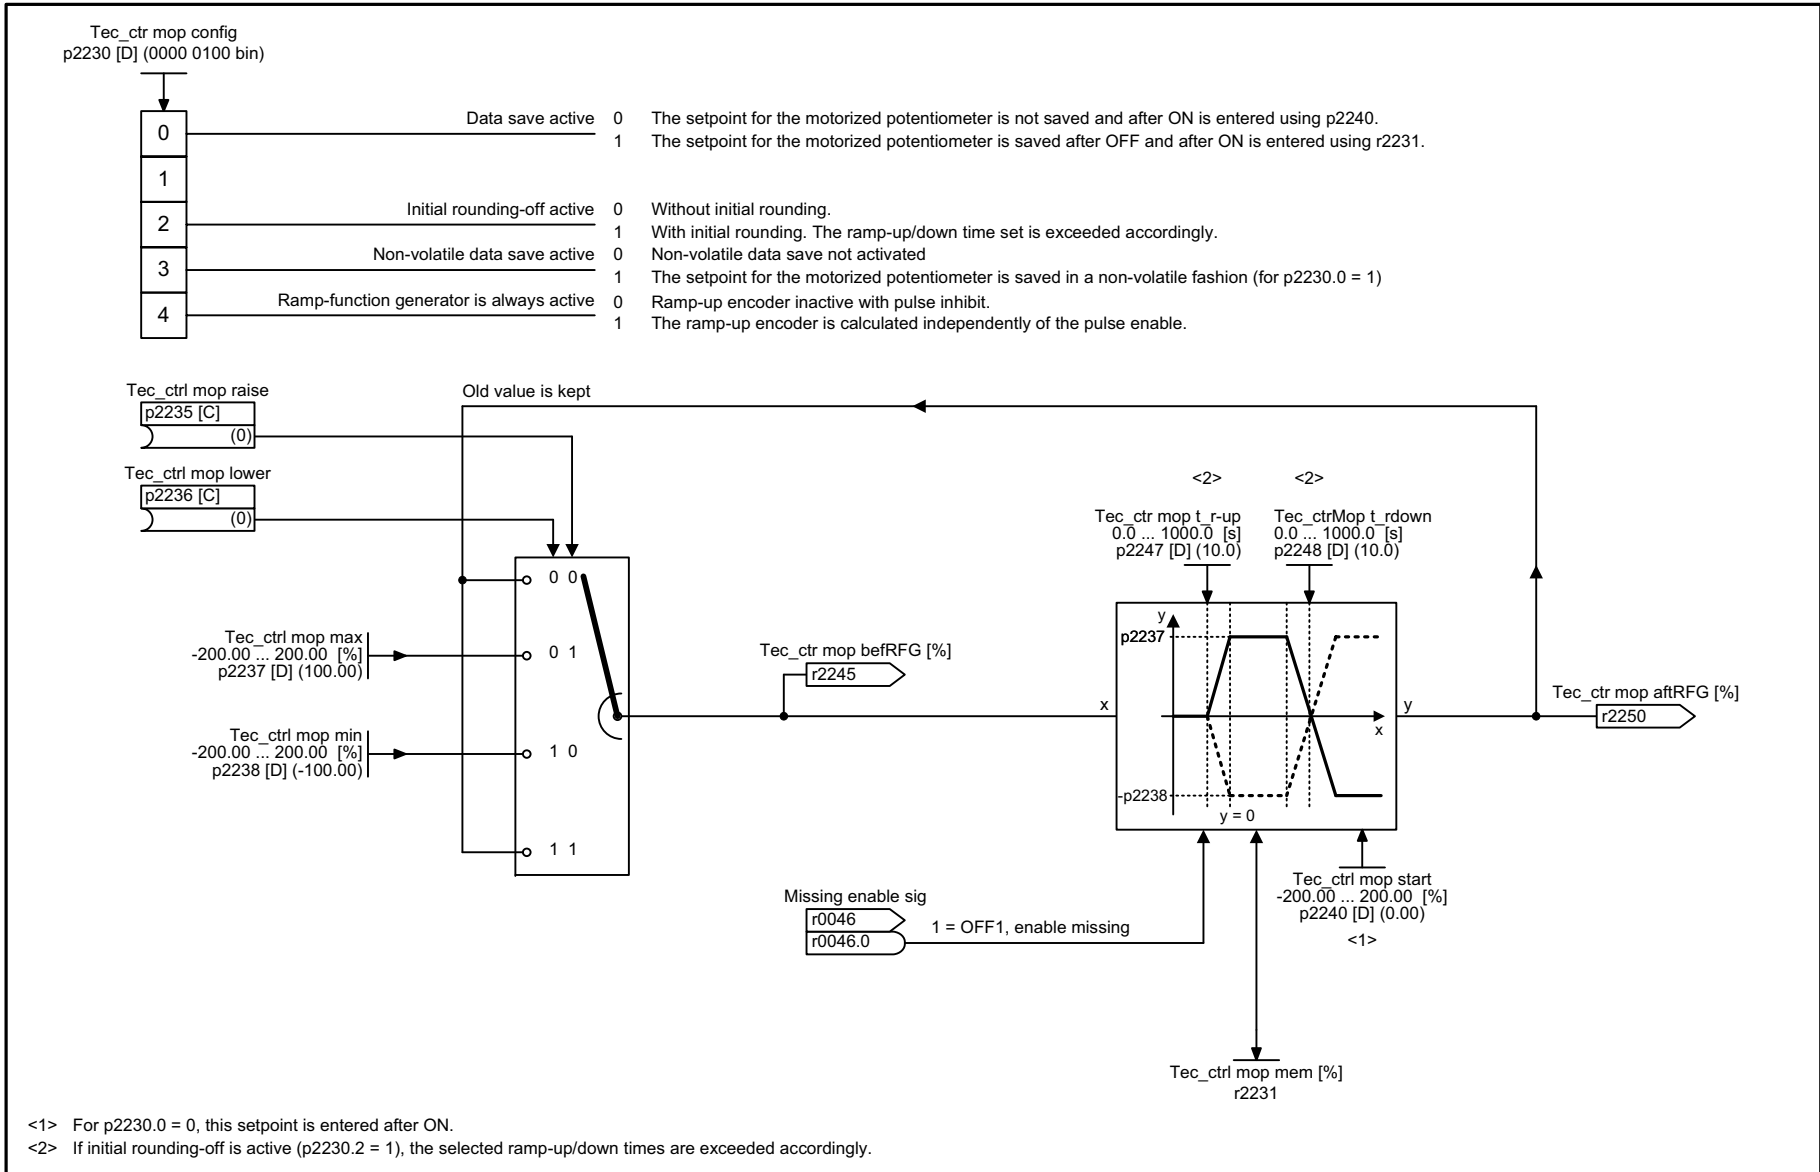 Tec_ctr mop config
p2230 [D] (0000 0100 bin)
0
Data save active 0 The setpoint for the motorized potentiometer is not saved and after ON is entered using p2240.
1 The setpoint for the motorized potentiometer is saved after OFF and after ON is entered using r2231.
1
2
Initial rounding-off active 0 Without initial rounding.
1 With initial rounding. The ramp-up/down time set is exceeded accordingly.
3
Non-volatile data save active 0 Non-volatile data save not activated
1 The setpoint for the motorized potentiometer is saved in a non-volatile fashion (for p2230.0 = 1)
4
Ramp-function generator is always active 0 Ramp-up encoder inactive with pulse inhibit.
1 The ramp-up encoder is calculated independently of the pulse enable.
Tec_ctrl mop raise
p2235 [C]
(0)
Old value is kept
Tec_ctrl mop lower
p2236 [C]
(0)
0 0
0 1
1 0
1 1
Tec_ctrl mop max
-200.00 ... 200.00 [%]
p2237 [D] (100.00)
Tec_ctrl mop min
-200.00 ... 200.00 [%]
p2238 [D] (-100.00)
Tec_ctr mop befRFG [%]
r2245
<2>
Tec_ctr mop t_r-up
0.0 ... 1000.0 [s]
p2247 [D] (10.0)
<2>
Tec_ctrMop t_rdown
0.0 ... 1000.0 [s]
p2248 [D] (10.0)
x
y
p2237
x
-p2238
y = 0
y
Tec_ctr mop aftRFG [%]
r2250
Missing enable sig
r0046
r0046.0
1 = OFF1, enable missing
Tec_ctrl mop start
-200.00 ... 200.00 [%]
p2240 [D] (0.00)
<1>
Tec_ctrl mop mem [%]
r2231
<1> For p2230.0 = 0, this setpoint is entered after ON.
<2> If initial rounding-off is active (p2230.2 = 1), the selected ramp-up/down times are exceeded accordingly.